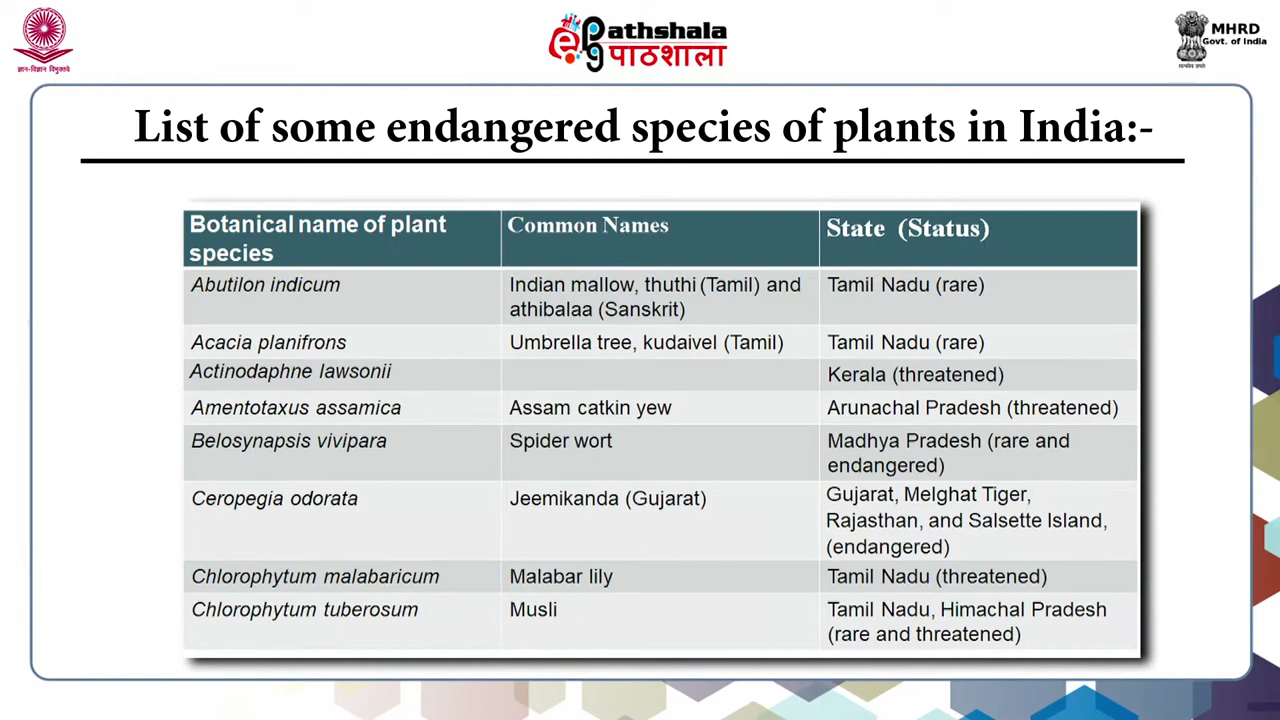 ज्ञान-विज्ञान विमुक्तये
ePG Pathshala
पाठशाला
MHRD
Govt. of India
सत्यमेव जयते
List of some endangered species of plants in India:-
Botanical name of plant species	Common Names	State (Status)
Abutilon indicum	Indian mallow, thuthi (Tamil) and athibalaa (Sanskrit)	Tamil Nadu (rare)
Acacia planifrons	Umbrella tree, kudaivel (Tamil)	Tamil Nadu (rare)
Actinodaphne lawsonii		Kerala (threatened)
Amentotaxus assamica	Assam catkin yew	Arunachal Pradesh (threatened)
Belosynapsis vivipara	Spider wort	Madhya Pradesh (rare and endangered)
Ceropegia odorata	Jeemikanda (Gujarat)	Gujarat, Melghat Tiger, Rajasthan, and Salsette Island, (endangered)
Chlorophytum malabaricum	Malabar lily	Tamil Nadu (threatened)
Chlorophytum tuberosum	Musli	Tamil Nadu, Himachal Pradesh (rare and threatened)